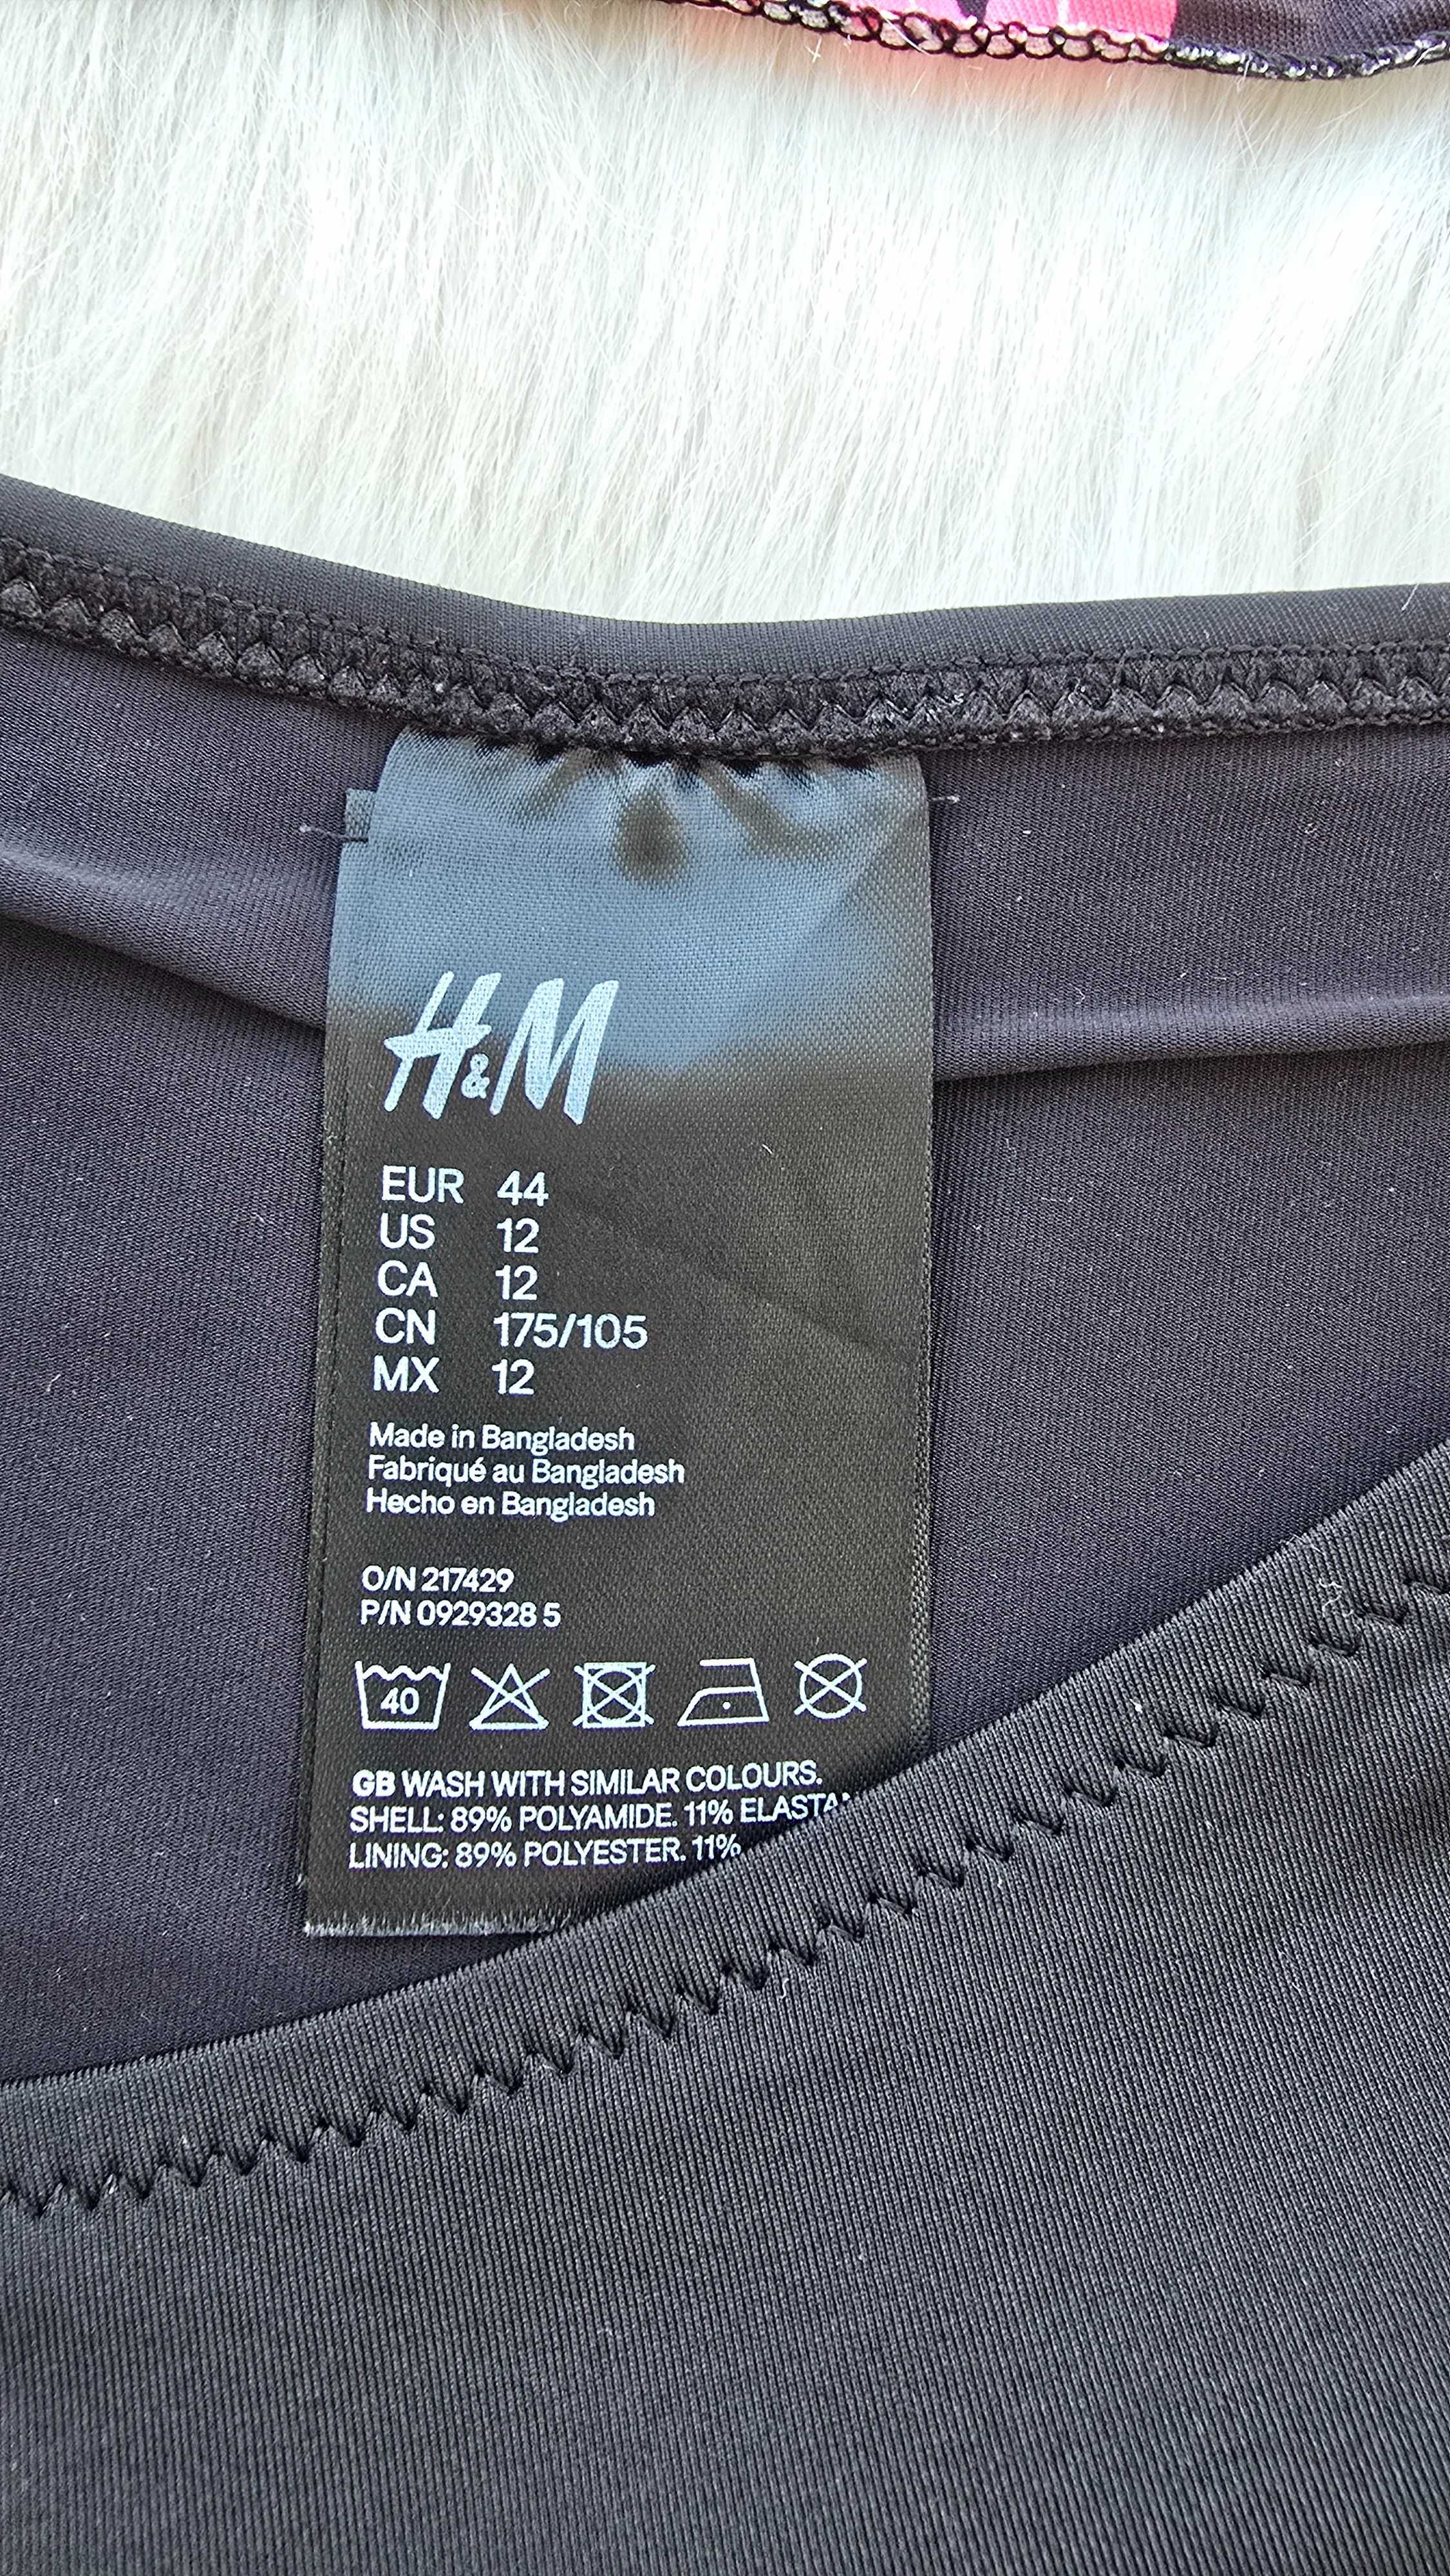 H&M
EUR 44
US 12
CA 12
CN 175/105
MX 12
Made in Bangladesh
Fabriqué au Bangladesh
Hecho en Bangladesh
O/N 217429
P/N 0929328 5
40
GB WASH WITH SIMILAR COLOURS.
SHELL: 89% POLYAMIDE. 11%
LINING: 89% POLYESTER. 11%